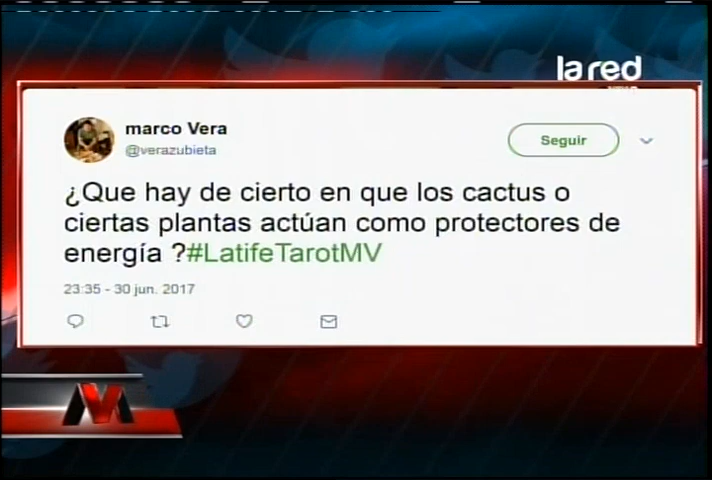 la red
marco Vera
@verazubieta
Seguir
¿Que hay de cierto en que los cactus o
ciertas plantas actúan como protectores de
energía ?#LatifeTarotMV
23:35 - 30 jun. 2017